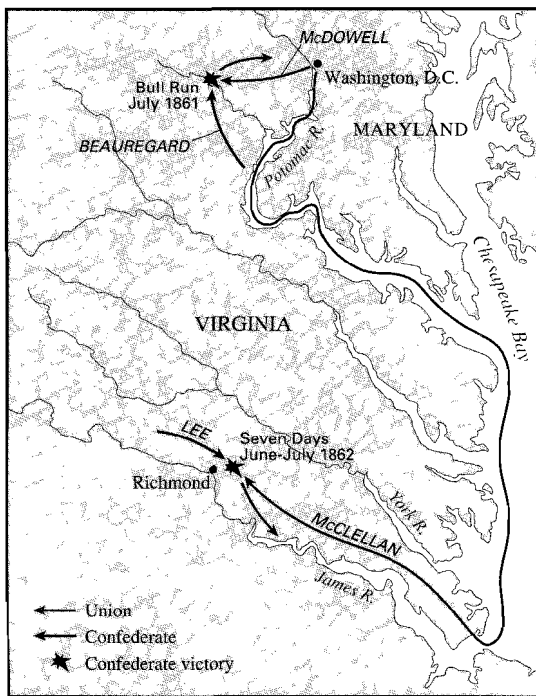 McDOWELL
Bull Run
July 1861
Washington, D.C.
MARYLAND
BEAUREGARD
Potomac R.
Chesapeake Bay
VIRGINIA
LEE
Seven Days
June-July 1862
Richmond
York R.
McCLELLAN
James R.
Union
Confederate
Confederate victory